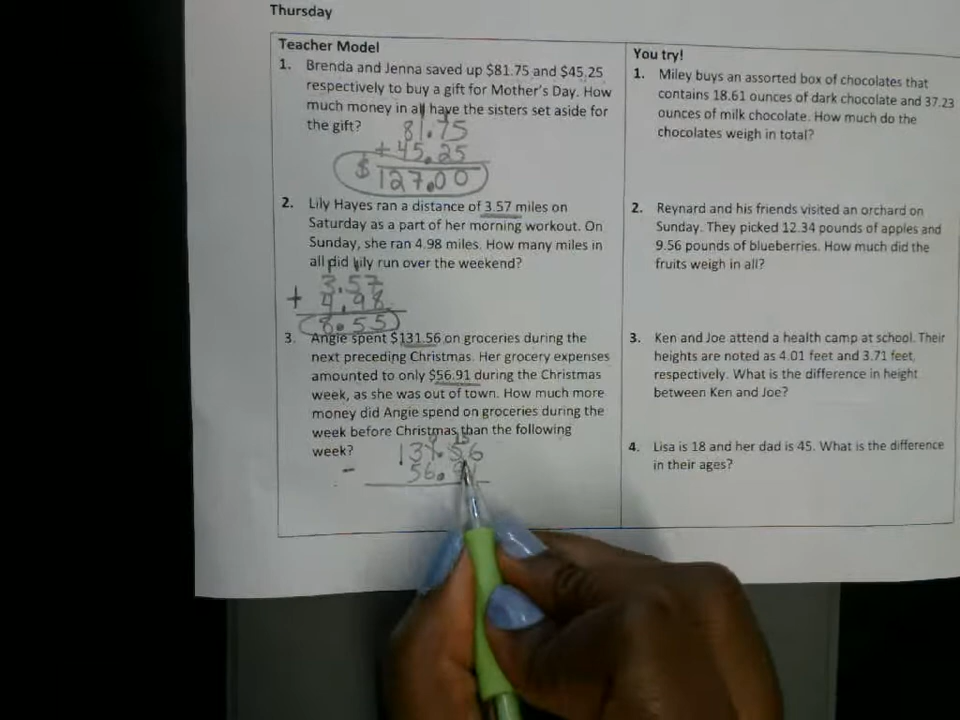 Thursday
Teacher Model
1. Brenda and Jenna saved up $81.75 and $45.25
respectively to buy a gift for Mother's Day. How
much money in all have the sisters set aside for
the gift?
81.75
+ 45.25
$ 127.00
2. Lily Hayes ran a distance of 3.57 miles on
Saturday as a part of her morning workout. On
Sunday, she ran 4.98 miles. How many miles in
all did Lily run over the weekend?
3.57
+ 4.98
8.55
3. Angie spent $131.56 on groceries during the
next preceding Christmas. Her grocery expenses
amounted to only $56.91 during the Christmas
week, as she was out of town. How much more
money did Angie spend on groceries during the
week before Christmas than the following
week?
0 15
131.56
- 56.91
You try!
1. Miley buys an assorted box of chocolates that
contains 18.61 ounces of dark chocolate and 37.23
ounces of milk chocolate. How much do the
chocolates weigh in total?
2. Reynard and his friends visited an orchard on
Sunday. They picked 12.34 pounds of apples and
9.56 pounds of blueberries. How much did the
fruits weigh in all?
3. Ken and Joe attend a health camp at school. Their
heights are noted as 4.01 feet and 3.71 feet,
respectively. What is the difference in height
between Ken and Joe?
4. Lisa is 18 and her dad is 45. What is the difference
in their ages?